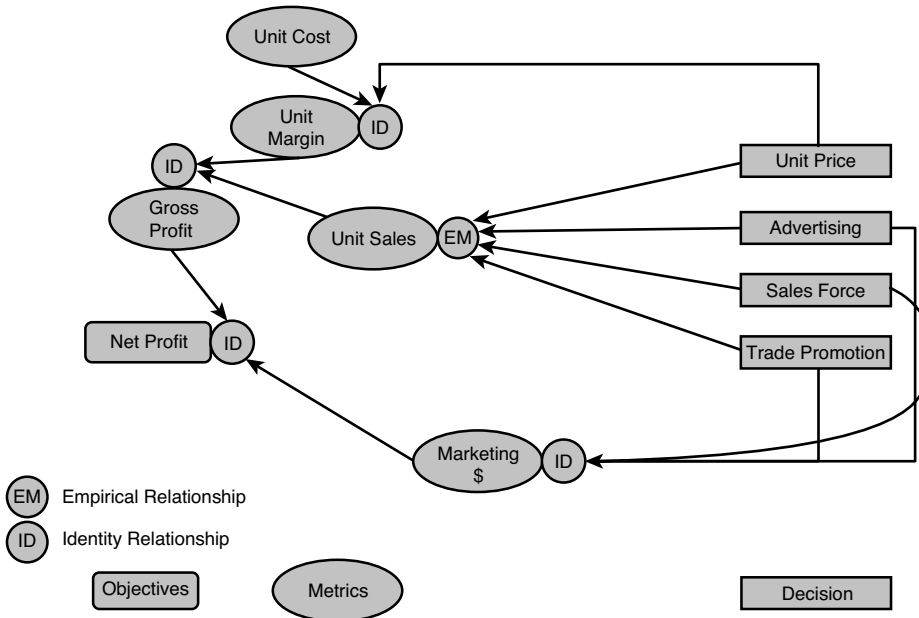 Unit Cost
Unit
Margin
ID
ID
Unit Price
Gross
Profit
Unit Sales
EM
Advertising
Sales Force
Net Profit
ID
Trade Promotion
Marketing
$
ID
EM
Empirical Relationship
ID
Identity Relationship
Objectives
Metrics
Decision